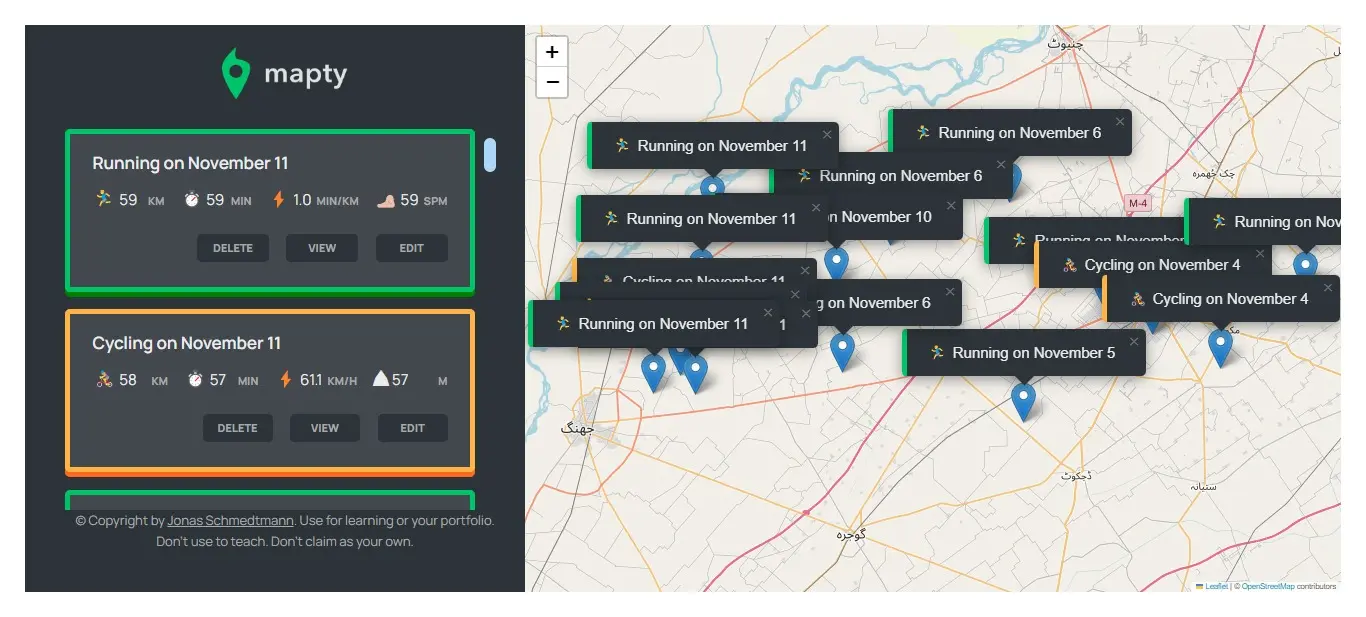 mapty
Running on November 11
59 KM 59 MIN 1.0 MIN/KM 59 SPM
DELETE VIEW EDIT
Cycling on November 11
58 KM 57 MIN 61.1 KM/H 57 M
DELETE VIEW EDIT
© Copyright by Jonas Schmedtmann. Use for learning or your portfolio.
Don't use to teach. Don't claim as your own.
+
−
چنیوٹ
Running on November 6
Running on November 11
Running on November 6
چک جھمرہ
M-4
Running on November 11
November 10
Running on
Cycling on November 4
Cycling on November 11
Cycling on November 4
on November 6
Running on November 11
1
Running on November 5
جھنگ
ڈجکوٹ
ستیانہ
گوجرہ
Leaflet | © OpenStreetMap contributors